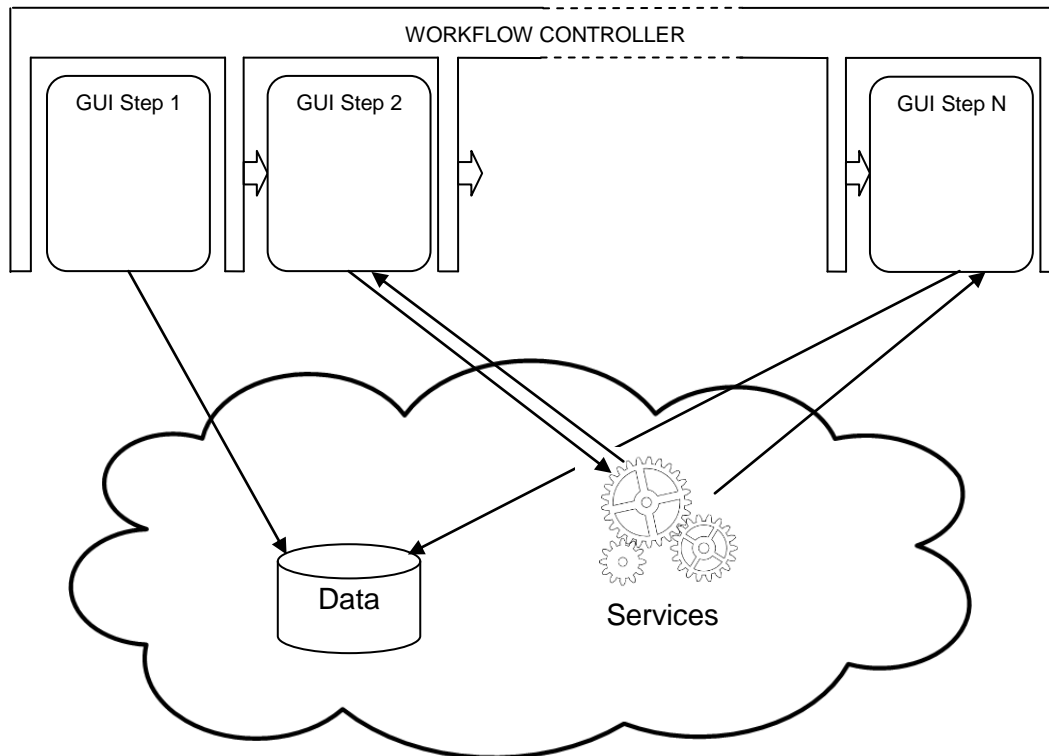 WORKFLOW CONTROLLER
GUI Step 1
GUI Step 2
GUI Step N
Data
Services